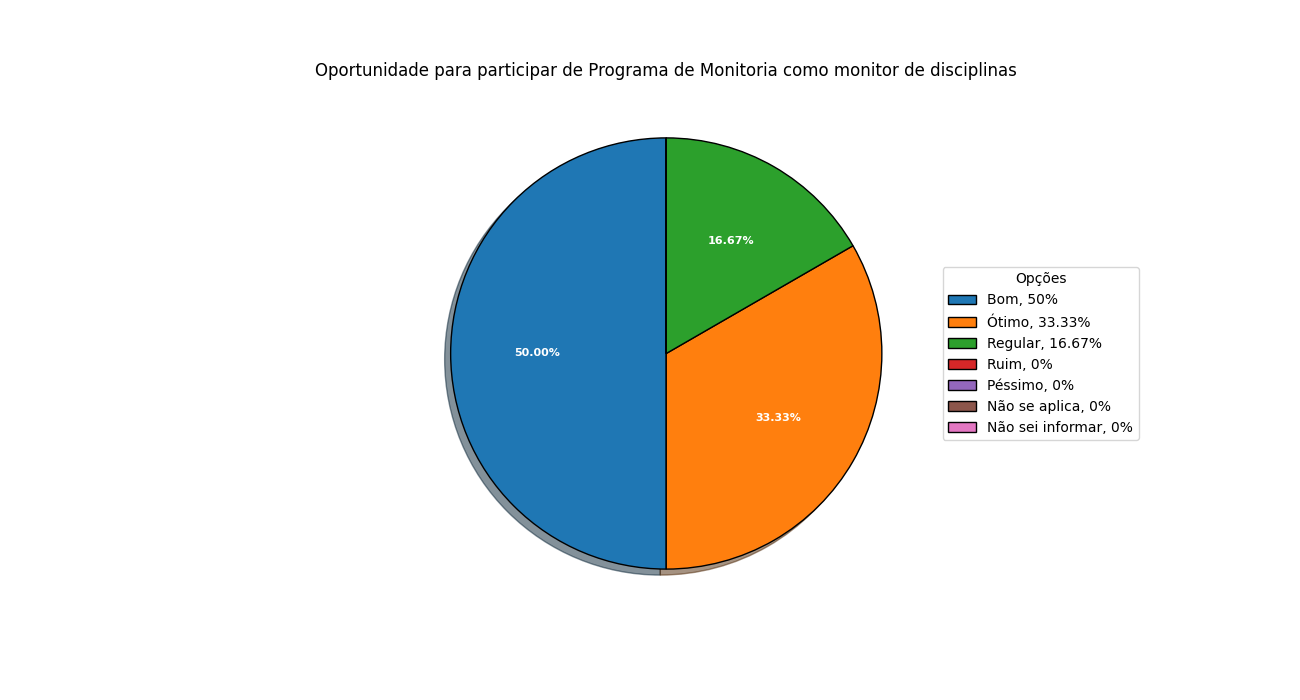 Oportunidade para participar de Programa de Monitoria como monitor de disciplinas
16.67%
50.00%
33.33%
Opções
Bom, 50%
Ótimo, 33.33%
Regular, 16.67%
Ruim, 0%
Péssimo, 0%
Não se aplica, 0%
Não sei informar, 0%